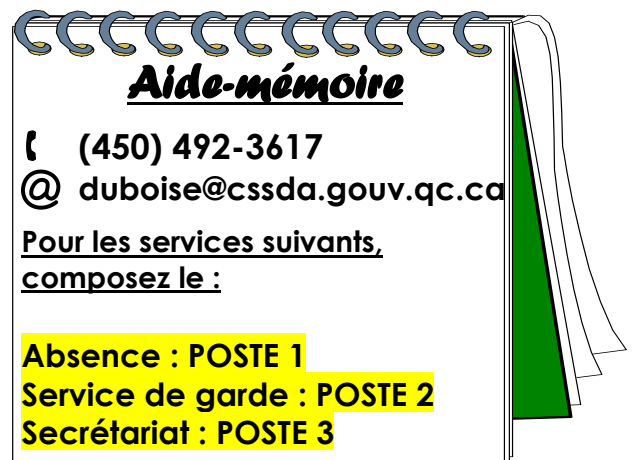 Aide-mémoire
(450) 492-3617
@ duboise@cssda.gouv.qc.ca
Pour les services suivants,
composez le :
Absence : POSTE 1
Service de garde : POSTE 2
Secrétariat : POSTE 3